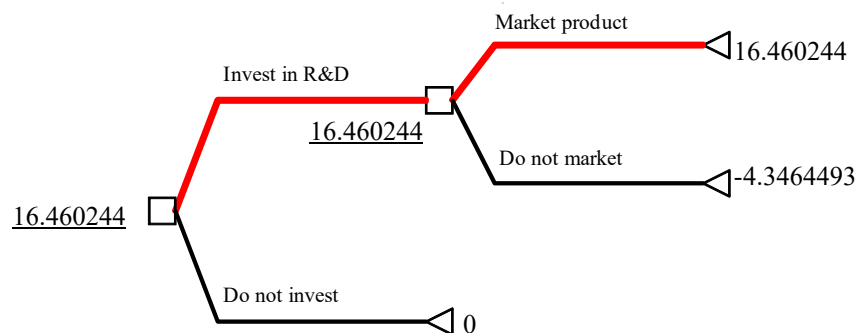 Market product
16.460244
Invest in R&D
16.460244
Do not market
-4.3464493
16.460244
Do not invest
0